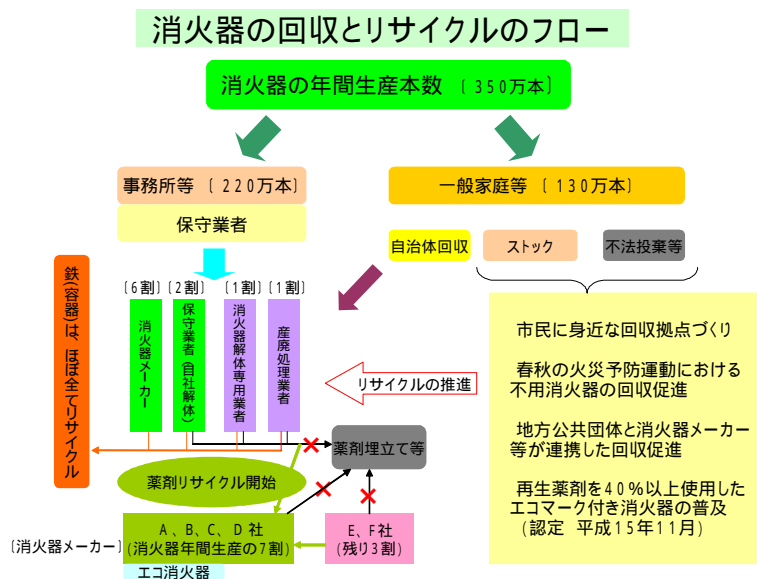 消火器の回収とリサイクルのフロー
消火器の年間生産本数 〔350万本〕
事務所等 〔220万本〕
一般家庭等 〔130万本〕
保守業者
自治体回収
ストック
不法投棄等
〔6割〕〔2割〕 〔1割〕〔1割〕
消火器メーカー
保守業者(自社解体)
消火器解体専用業者
産廃処理業者
鉄(容器)は、ほぼ全てリサイクル
リサイクルの推進
市民に身近な回収拠点づくり
春秋の火災予防運動における
不用消火器の回収促進
地方公共団体と消火器メーカー
等が連携した回収促進
再生薬剤を40%以上使用した
エコマーク付き消火器の普及
(認定 平成15年11月)
薬剤埋立て等
薬剤リサイクル開始
〔消火器メーカー〕
A、B、C、D社
(消火器年間生産の7割)
E、F社
(残り3割)
エコ消火器